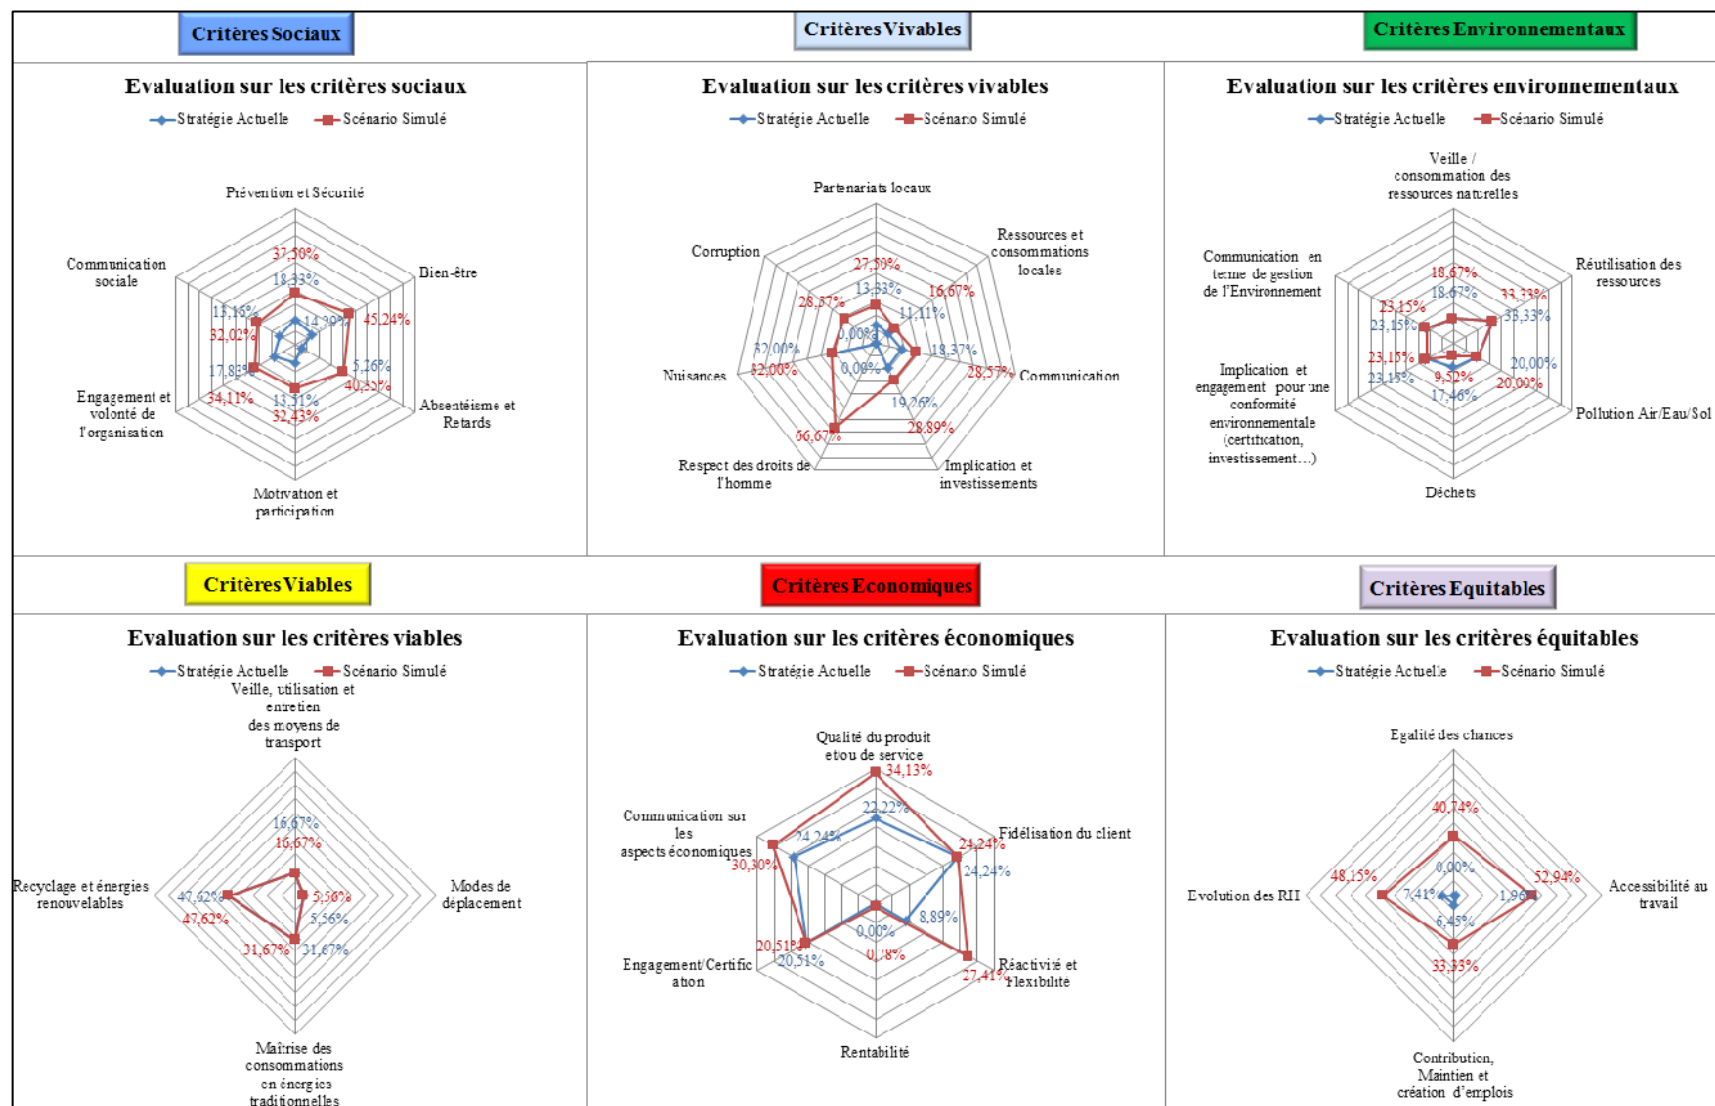 Critères Sociaux
Critères Vivables
Critères Environnementaux
Evaluation sur les critères sociaux
Stratégie Actuelle
Scénario Simulé
Prévention et Sécurité
37,50%
18,33%
Communication
sociale
Bien-être
13,15%
14,29%
45,24%
32,02%
17,83%
5,26%
40,35%
34,11%
13,51%
32,43%
Engagement et
volonté de
l'organisation
Absentéisme et
Retards
Motivation et
participation
Evaluation sur les critères vivables
Stratégie Actuelle
Scénario Simulé
Partenariats locaux
Corruption
Ressources et
consommations
locales
27,50%
13,33%
28,57%
16,67%
11,11%
0,00%
32,00%
18,37%
32,00%
28,57%
0,00%
Nuisances
Communication
19,26%
28,89%
66,67%
Respect des droits de
l'homme
Implication et
investissements
Evaluation sur les critères environnementaux
Stratégie Actuelle
Scénario Simulé
Veille /
consommation des
ressources naturelles
Communication en
terme de gestion
de l'Environnement
Réutilisation des
ressources
18,67%
18,67%
33,33%
33,33%
23,15%
23,15%
23,15%
23,15%
20,00%
20,00%
9,52%
17,46%
Implication et
engagement pour une
conformité
environnementale
(certification,
investissement…)
Pollution Air/Eau/Sol
Déchets
Critères Viables
Critères Economiques
Critères Equitables
Evaluation sur les critères viables
Stratégie Actuelle
Scénario Simulé
Veille, utilisation et
entretien
des moyens de
transport
16,67%
16,67%
Recyclage et énergies
renouvelables
47,62%
47,62%
5,56%
5,56%
Modes de
déplacement
31,67%
31,67%
Maîtrise des
consommations
en énergies
traditionnelles
Evaluation sur les critères économiques
Stratégie Actuelle
Scénario Simulé
Qualité du produit
et/ou de service
34,13%
22,22%
Communication sur
les
aspects économiques
24,24%
30,30%
Fidélisation du client
24,24%
24,24%
8,89%
0,00%
0,78%
20,51%
20,51%
27,41%
Engagement/Certific
ation
Réactivité et
Flexibilité
Rentabilité
Evaluation sur les critères équitables
Stratégie Actuelle
Scénario Simulé
Egalité des chances
40,74%
0,00%
48,15%
52,94%
Evolution des RH
7,41%
1,96%
Accessibilité au
travail
6,45%
33,33%
Contribution,
Maintien et
création d'emplois